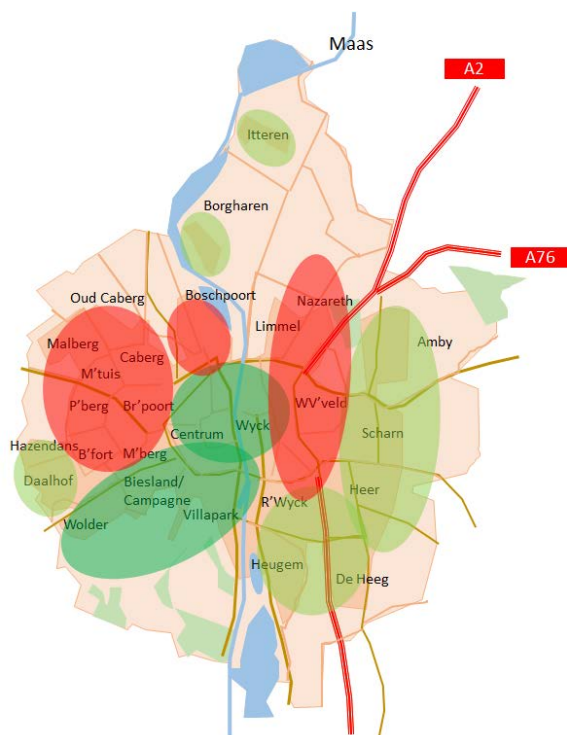 Maas
A2
Itteren
Borgharen
A76
Oud Caberg
Boschpoort
Nazareth
Limmel
Malberg
Caberg
Amby
M'tuis
P'berg
Br'poort
WV'veld
Centrum
Wyck
Scharn
Hazendans
B'fort
M'berg
Daalhof
Biesland/
Campagne
Heer
Wolder
Villapark
R'Wyck
Heugem
De Heeg